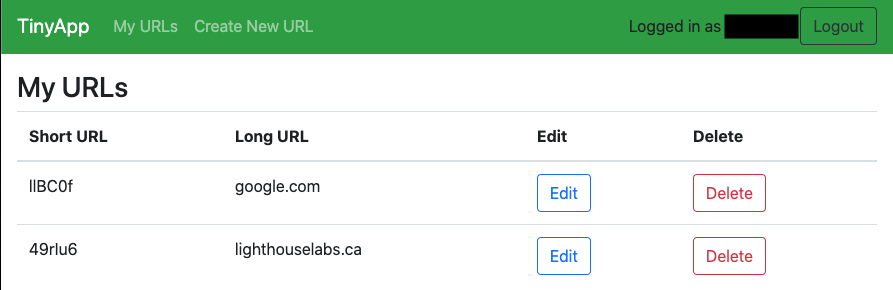 TinyApp My URLs Create New URL Logged in as Logout
My URLs
Short URL Long URL Edit Delete
llBC0f google.com Edit Delete
49rlu6 lighthouselabs.ca Edit Delete